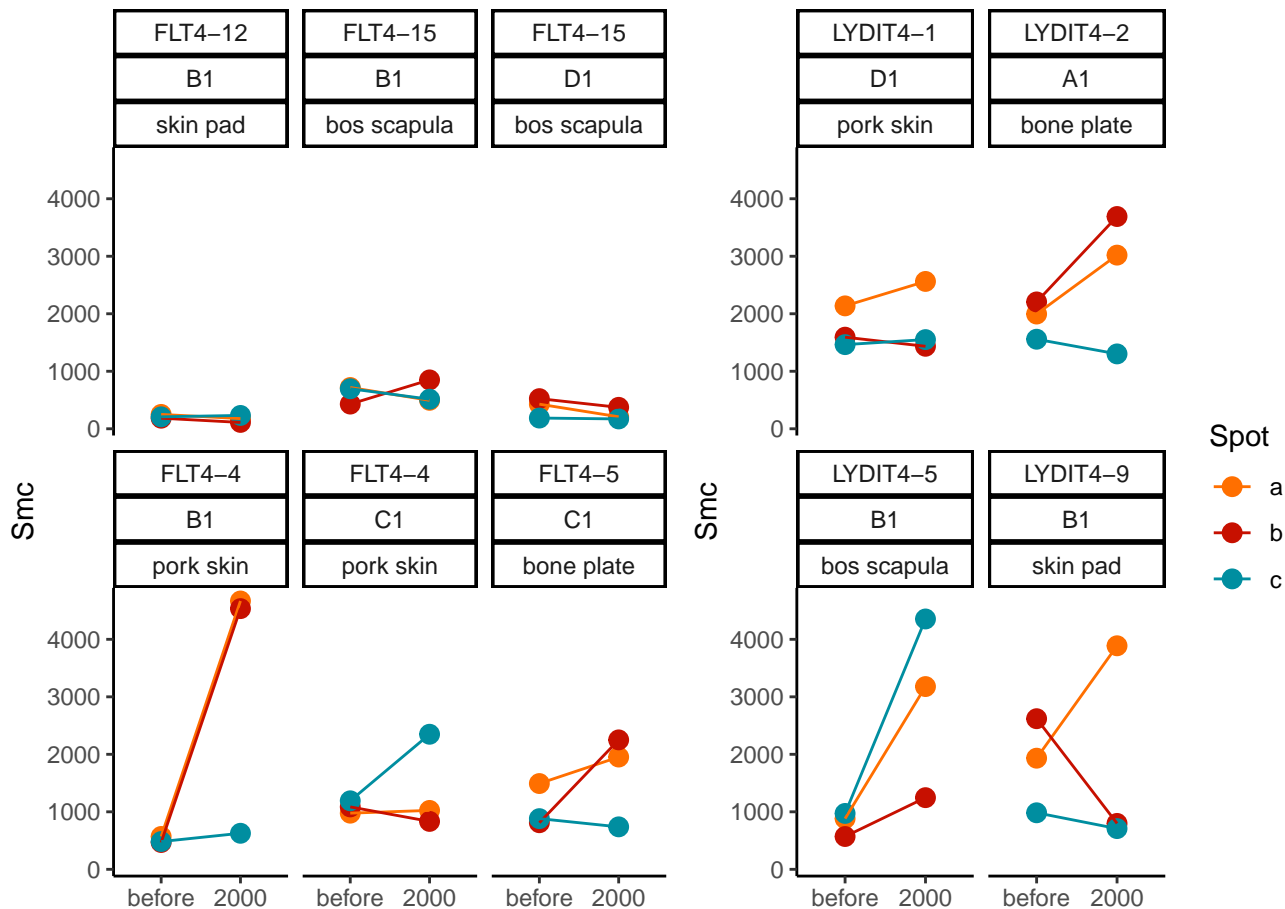 FLT4−12 FLT4−15 FLT4−15 LYDIT4−1 LYDIT4−2
B1 B1 D1 D1 A1
skin pad bos scapula bos scapula pork skin bone plate
4000 4000
3000 3000
2000 2000
1000 1000
0 0
FLT4−4 FLT4−4 FLT4−5 LYDIT4−5 LYDIT4−9
B1 C1 C1 B1 B1
pork skin pork skin bone plate bos scapula skin pad
4000 4000
3000 3000
2000 2000
1000 1000
0 0
before 2000 before 2000 before 2000 before 2000 before 2000
Smc Smc
Spot
a
b
c